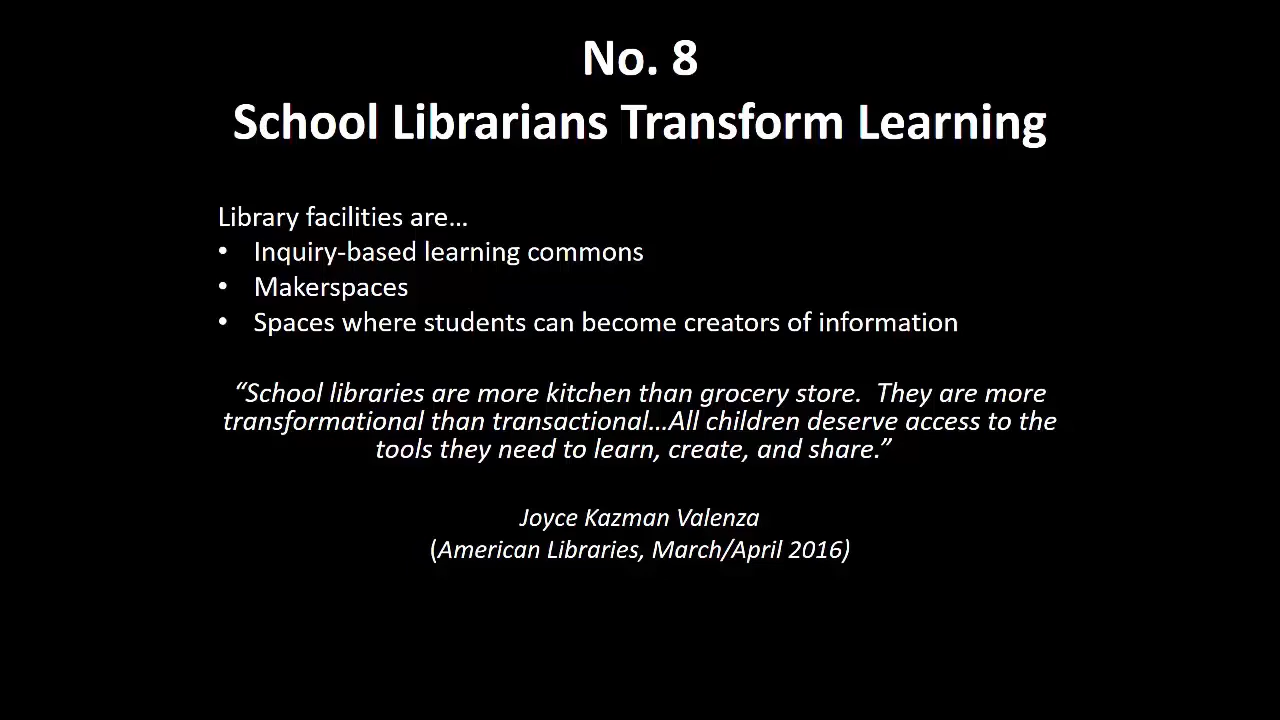 No. 8
School Librarians Transform Learning
Library facilities are…
• Inquiry-based learning commons
• Makerspaces
• Spaces where students can become creators of information
“School libraries are more kitchen than grocery store.  They are more
transformational than transactional…All children deserve access to the
tools they need to learn, create, and share.”
Joyce Kazman Valenza
(American Libraries, March/April 2016)